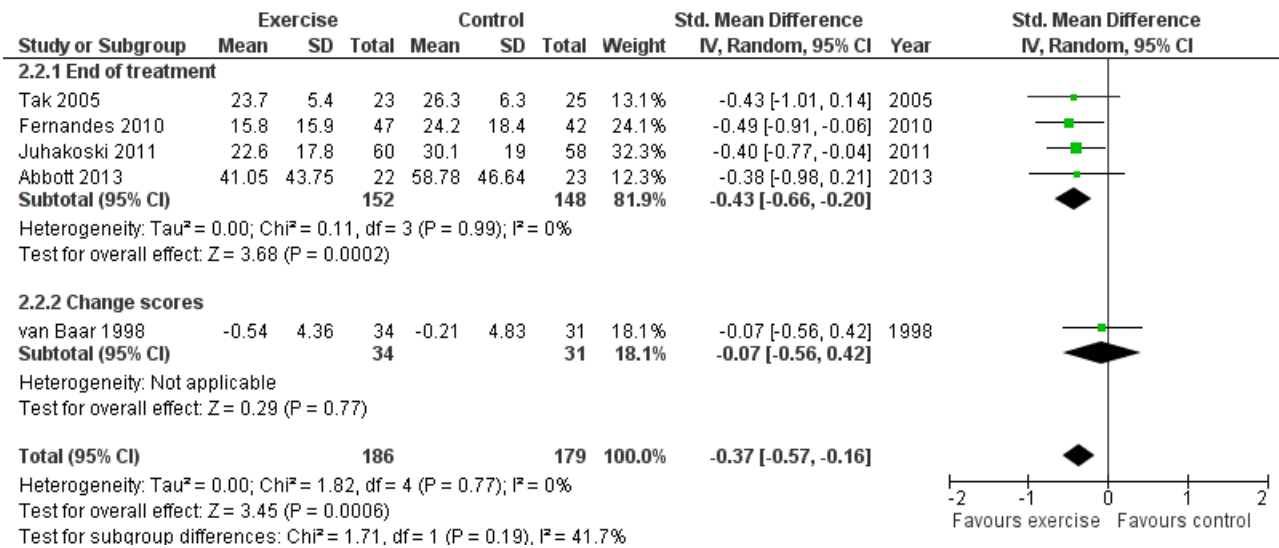 Exercise Control Std. Mean Difference Std. Mean Difference
Study or Subgroup Mean SD Total Mean SD Total Weight IV, Random, 95% CI Year IV, Random, 95% CI
2.2.1 End of treatment
Tak 2005 23.7 5.4 23 26.3 6.3 25 13.1% -0.43 [-1.01, 0.14] 2005
Fernandes 2010 15.8 15.9 47 24.2 18.4 42 24.1% -0.49 [-0.91, -0.06] 2010
Juhakoski 2011 22.6 17.8 60 30.1 19 58 32.3% -0.40 [-0.77, -0.04] 2011
Abbott 2013 41.05 43.75 22 58.78 46.64 23 12.3% -0.38 [-0.98, 0.21] 2013
Subtotal (95% CI) 152 148 81.9% -0.43 [-0.66, -0.20]
Heterogeneity: Tau² = 0.00; Chi² = 0.11, df = 3 (P = 0.99); I² = 0%
Test for overall effect: Z = 3.68 (P = 0.0002)
2.2.2 Change scores
van Baar 1998 -0.54 4.36 34 -0.21 4.83 31 18.1% -0.07 [-0.56, 0.42] 1998
Subtotal (95% CI) 34 31 18.1% -0.07 [-0.56, 0.42]
Heterogeneity: Not applicable
Test for overall effect: Z = 0.29 (P = 0.77)
Total (95% CI) 186 179 100.0% -0.37 [-0.57, -0.16]
Heterogeneity: Tau² = 0.00; Chi² = 1.82, df = 4 (P = 0.77); I² = 0%
Test for overall effect: Z = 3.45 (P = 0.0006)
Test for subgroup differences: Chi² = 1.71, df = 1 (P = 0.19), I² = 41.7%
-2 -1 0 1 2
Favours exercise Favours control